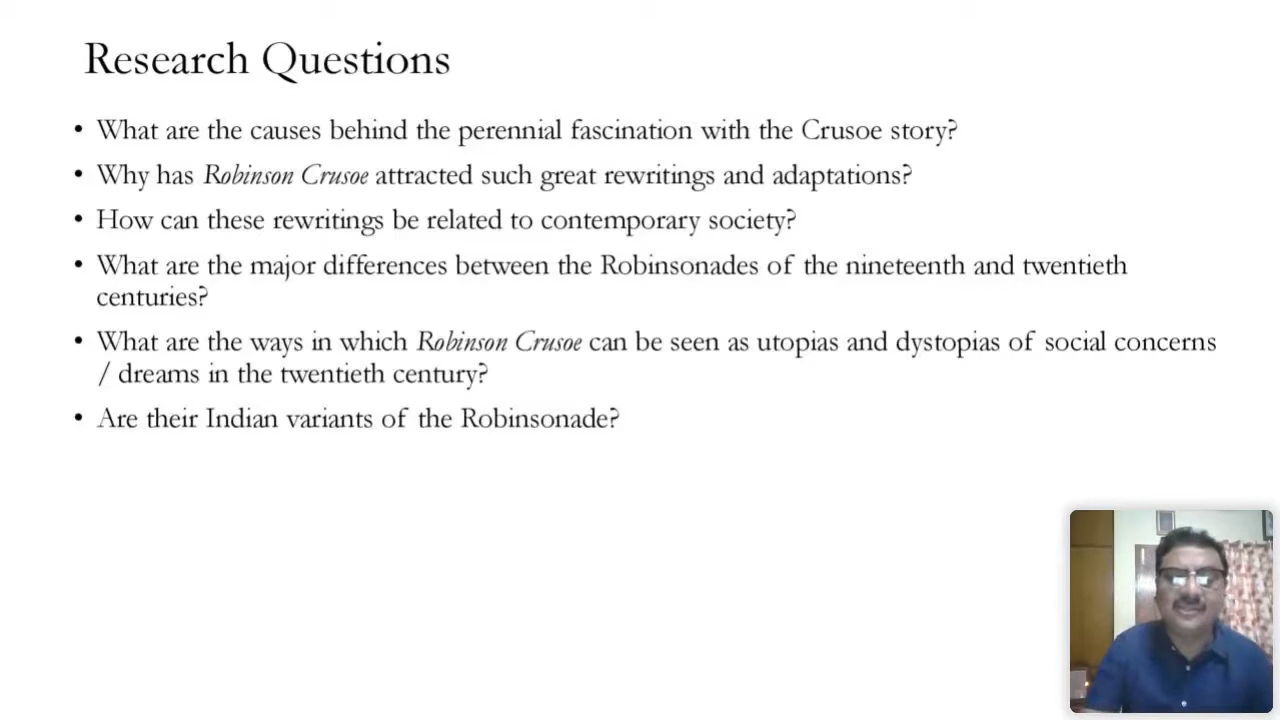 Research Questions
• What are the causes behind the perennial fascination with the Crusoe story?
• Why has Robinson Crusoe attracted such great rewritings and adaptations?
• How can these rewritings be related to contemporary society?
• What are the major differences between the Robinsonades of the nineteenth and twentieth
centuries?
• What are the ways in which Robinson Crusoe can be seen as utopias and dystopias of social concerns
/ dreams in the twentieth century?
• Are their Indian variants of the Robinsonade?